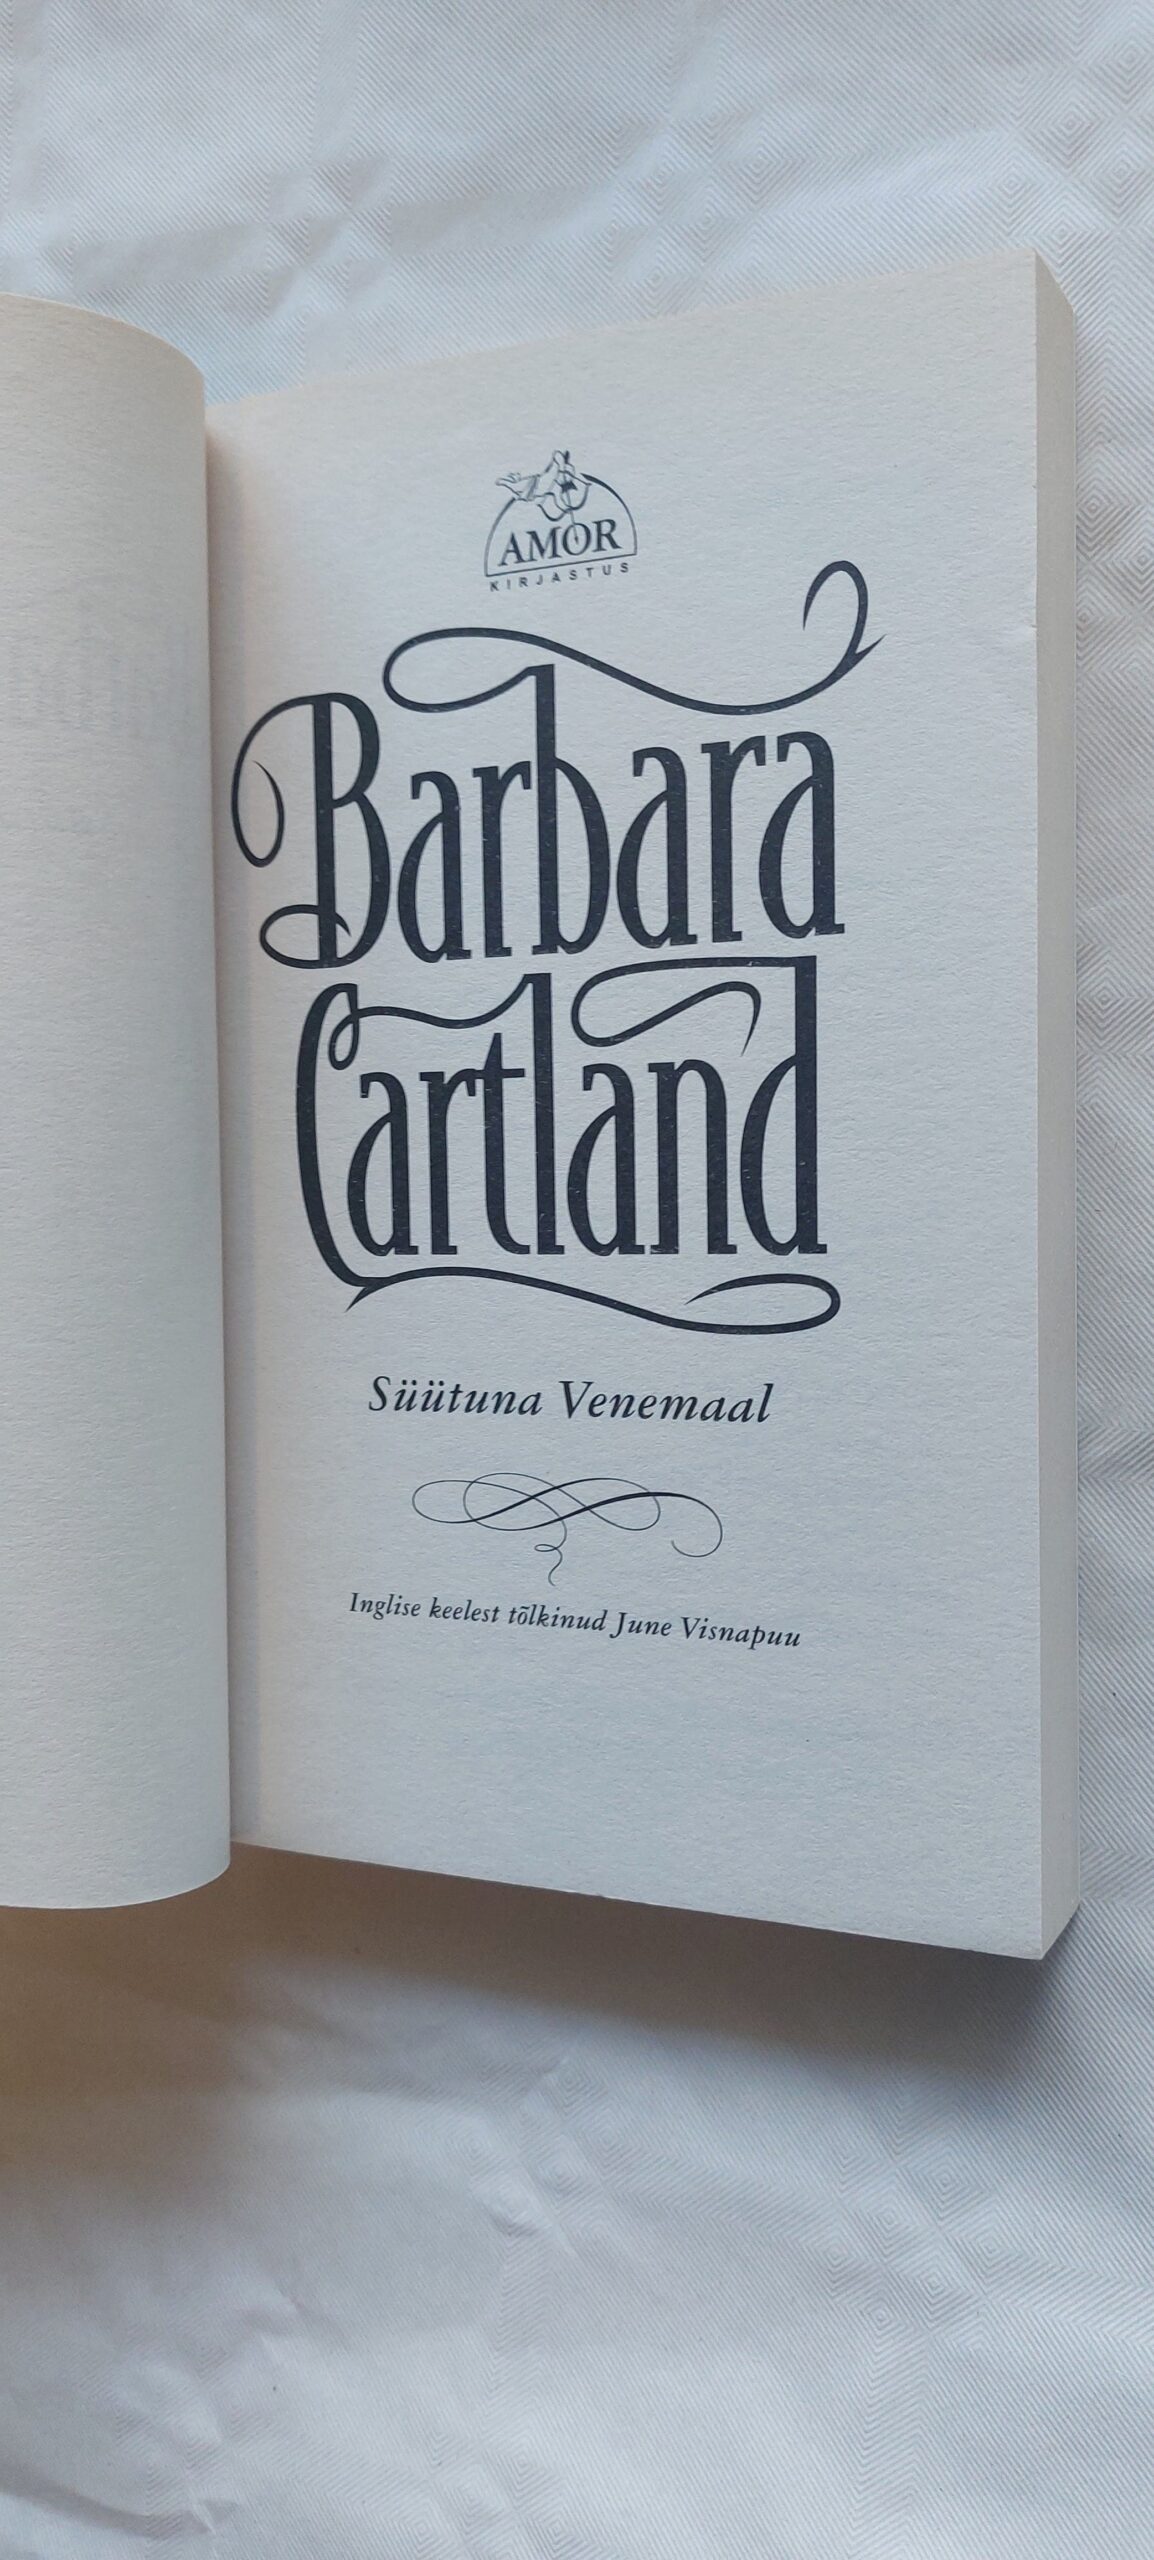 AMOR
KIRJASTUS
Barbara
Cartland
Süütuna Venemaal
Inglise keelest tõlkinud June Visnapuu